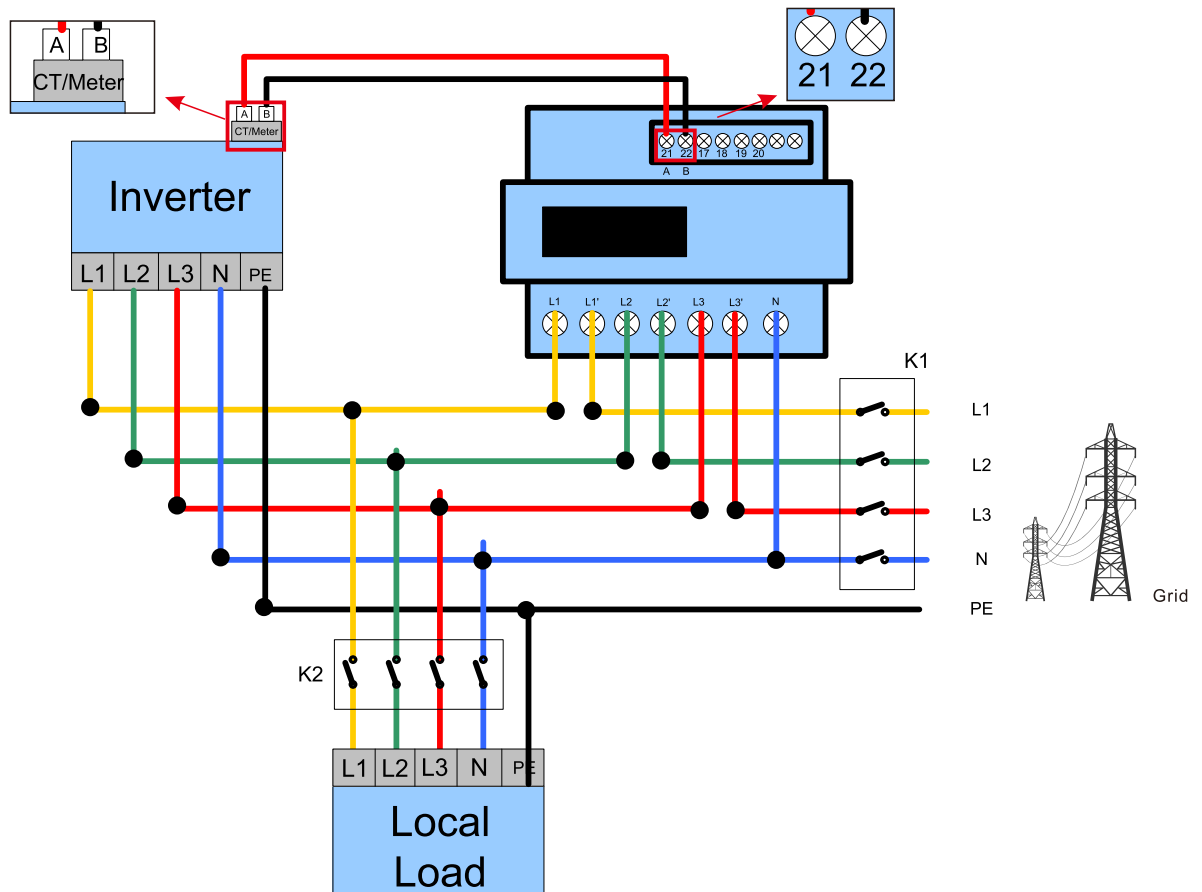 A B
CT/Meter
21 22
A B
CT/Meter
21 22 17 18 19 20
A B
Inverter
L1 L2 L3 N PE
L1 L1' L2 L2' L3 L3' N
K1
L1
L2
L3
N
PE
Grid
K2
L1 L2 L3 N PE
Local
Load